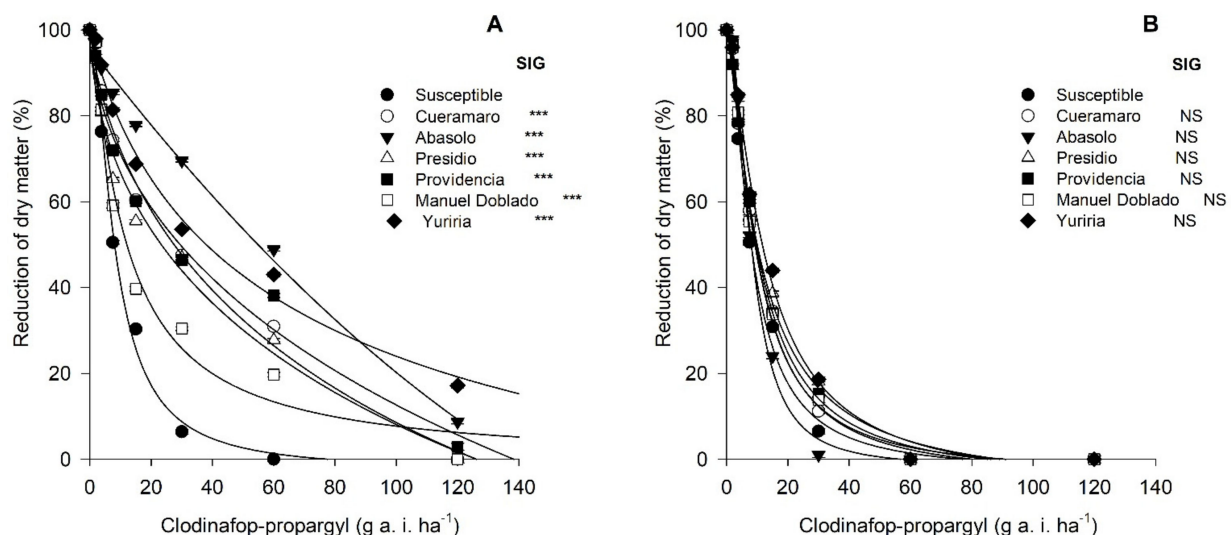 A
SIG
Susceptible
Cueramaro ***
Abasolo ***
Presidio ***
Providencia ***
Manuel Doblado ***
Yuriria ***
Reduction of dry matter (%)
100
80
60
40
20
0
0 20 40 60 80 100 120 140
Clodinafop-propargyl (g a. i. ha⁻¹)
B
SIG
Susceptible
Cueramaro NS
Abasolo NS
Presidio NS
Providencia NS
Manuel Doblado NS
Yuriria NS
Reduction of dry matter (%)
100
80
60
40
20
0
0 20 40 60 80 100 120 140
Clodinafop-propargyl (g a. i. ha⁻¹)